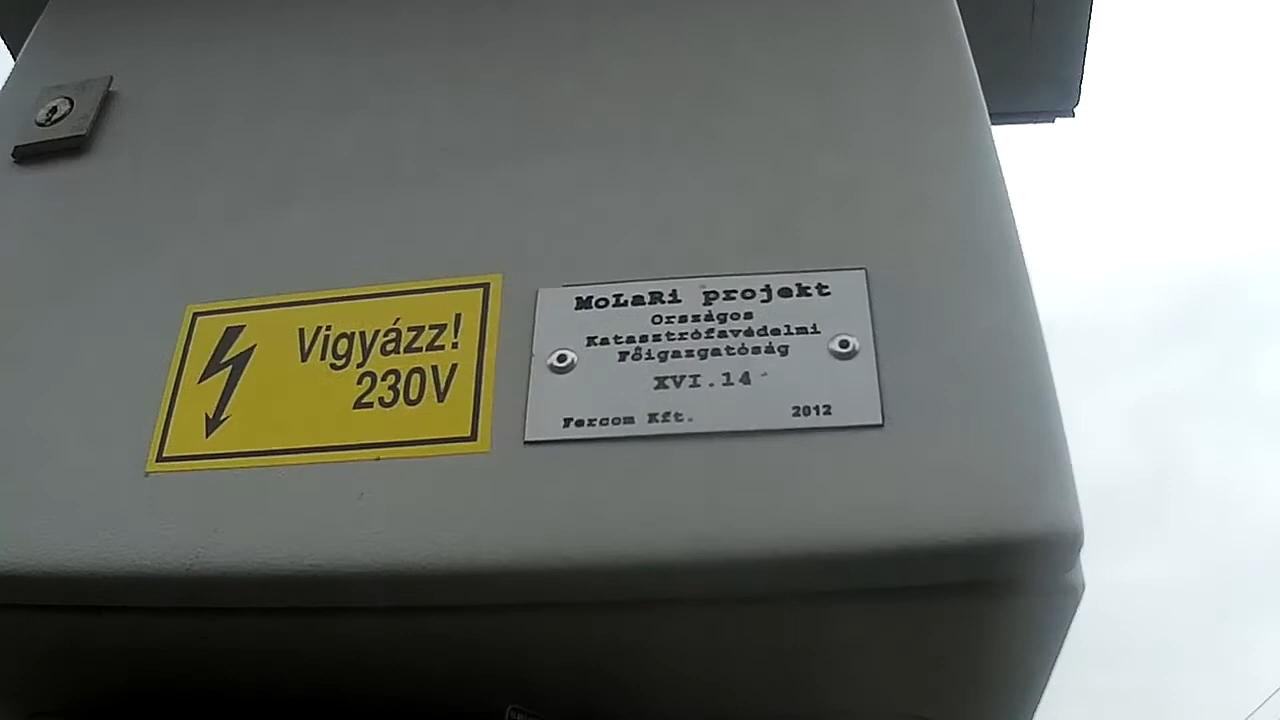 Vigyázz!
230V
MoLaRi projekt
Országos
Katasztrófavédelmi
Főigazgatóság
XVI.14
Fercom Kft.
2012